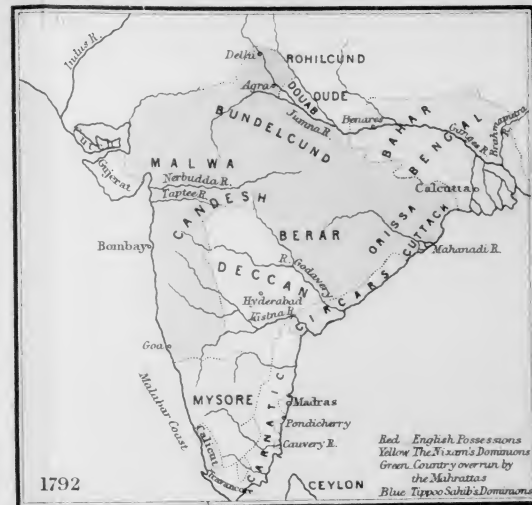 Indus R.
Delhi
ROHILCUND
Agra
DOUAB
OUDE
Jumna R.
Benares
BUNDELCUND
BAHAR
BENGAL
Ganges R.
Brahmaputra R.
Cutch
Gujerat
MALWA
Nerbudda R.
Taptee R.
CANDESH
Calcutta
ORISSA
CUTTACK
Mahanadi R.
BERAR
Bombay
R. Godavery
DECCAN
Hyderabad
Kistna R.
CIRCARS
Goa
MYSORE
Madras
Malabar Coast
Calicut
CARNATIC
Pondicherry
Cauvery R.
Travancore
CEYLON
1792
Red English Possessions
Yellow The Nizam's Dominions
Green Country overrun by
the Mahrattas
Blue Tippoo Sahib's Dominions